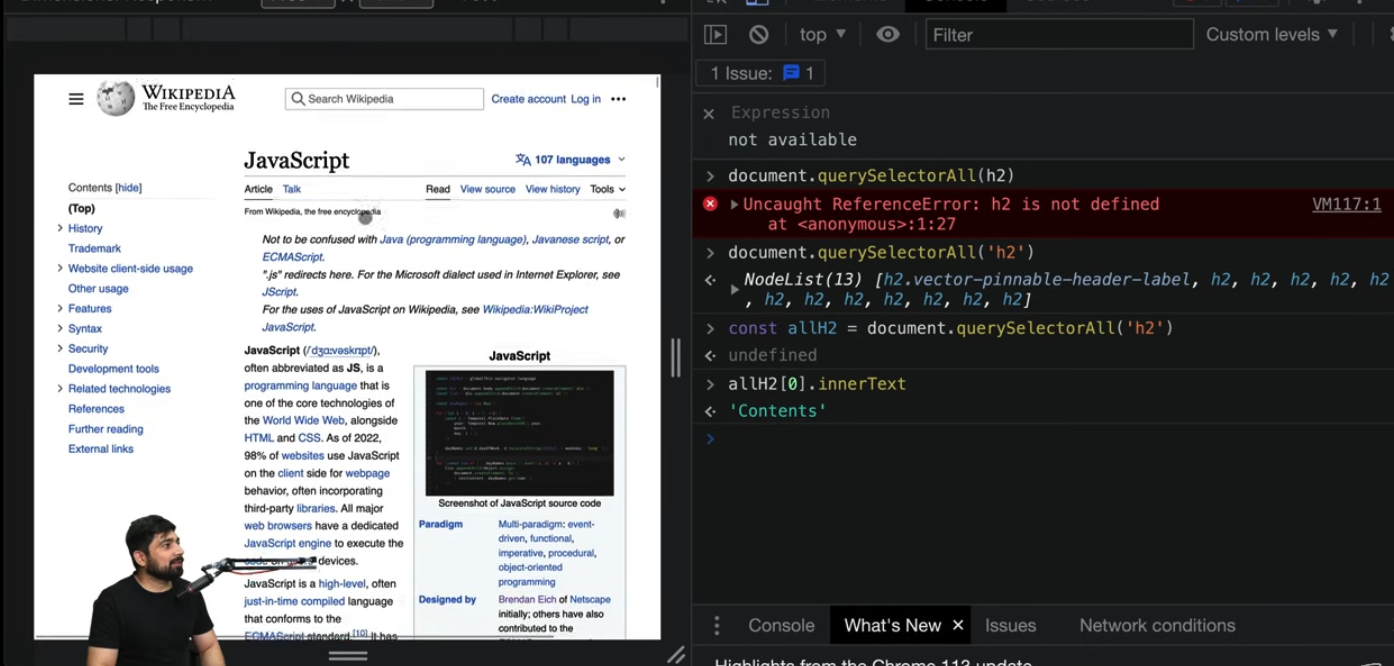 top ▼
Filter
Custom levels ▼
1 Issue: 1
WIKIPEDIA
The Free Encyclopedia
Search Wikipedia
Create account Log in •••
JavaScript
107 languages
Contents [hide]
(Top)
History
Trademark
Website client-side usage
Other usage
Features
Syntax
Security
Development tools
Related technologies
References
Further reading
External links
Article Talk
Read View source View history Tools
From Wikipedia, the free encyclopedia
Not to be confused with Java (programming language), Javanese script, or
ECMAScript.
".js" redirects here. For the Microsoft dialect used in Internet Explorer, see
JScript.
For the uses of JavaScript on Wikipedia, see Wikipedia:WikiProject
JavaScript.
JavaScript (/ˈdʒɑːvəskrɪpt/),
often abbreviated as JS, is a
programming language that is
one of the core technologies of
the World Wide Web, alongside
HTML and CSS. As of 2022,
98% of websites use JavaScript
on the client side for webpage
behavior, often incorporating
third-party libraries. All major
web browsers have a dedicated
JavaScript engine to execute the
code on devices.
JavaScript is a high-level, often
just-in-time compiled language
that conforms to the
ECMAScript standard.[10] It has
JavaScript
Screenshot of JavaScript source code
Paradigm
Multi-paradigm: event-
driven, functional,
imperative, procedural,
object-oriented
programming
Designed by
Brendan Eich of Netscape
initially; others have also
contributed to the
× Expression
not available
> document.querySelectorAll(h2)
Uncaught ReferenceError: h2 is not defined VM117:1
at <anonymous>:1:27
> document.querySelectorAll('h2')
NodeList(13) [h2.vector-pinnable-header-label, h2, h2, h2, h2, h2
, h2, h2, h2, h2, h2, h2, h2]
> const allH2 = document.querySelectorAll('h2')
undefined
> allH2[0].innerText
'Contents'
>
Console What's New × Issues Network conditions
Highlights from the Chrome 113 update